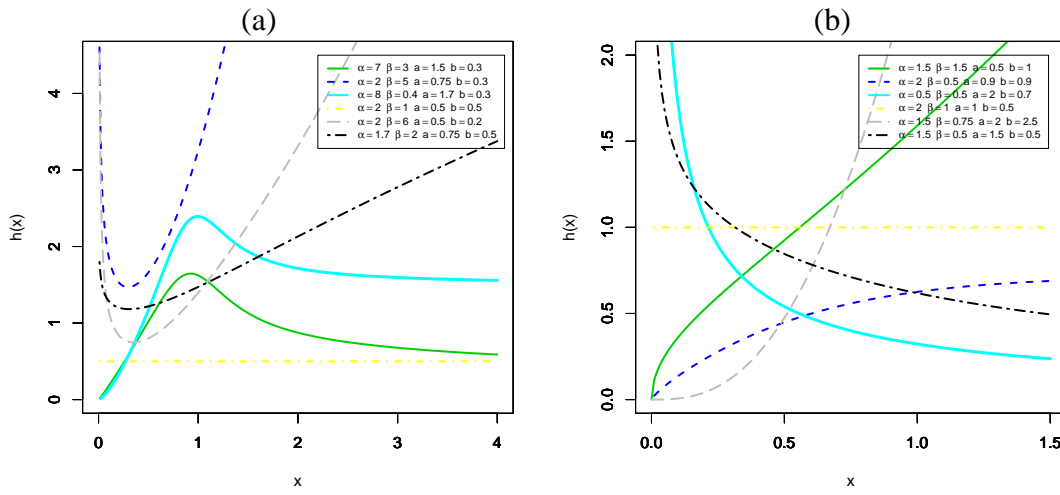 (a)
h(x)
4
3
2
1
0
α=7 β=3 a=1.5 b=0.3
α=2 β=5 a=0.75 b=0.3
α=8 β=0.4 a=1.7 b=0.3
α=2 β=1 a=0.5 b=0.5
α=2 β=6 a=0.5 b=0.2
α=1.7 β=2 a=0.75 b=0.5
0 1 2 3 4
x
(b)
h(x)
2.0
1.5
1.0
0.5
0.0
α=1.5 β=1.5 a=0.5 b=1
α=2 β=0.5 a=0.9 b=0.9
α=0.5 β=0.5 a=2 b=0.7
α=2 β=1 a=1 b=0.5
α=1.5 β=0.75 a=2 b=2.5
α=1.5 β=0.5 a=1.5 b=0.5
0.0 0.5 1.0 1.5
x